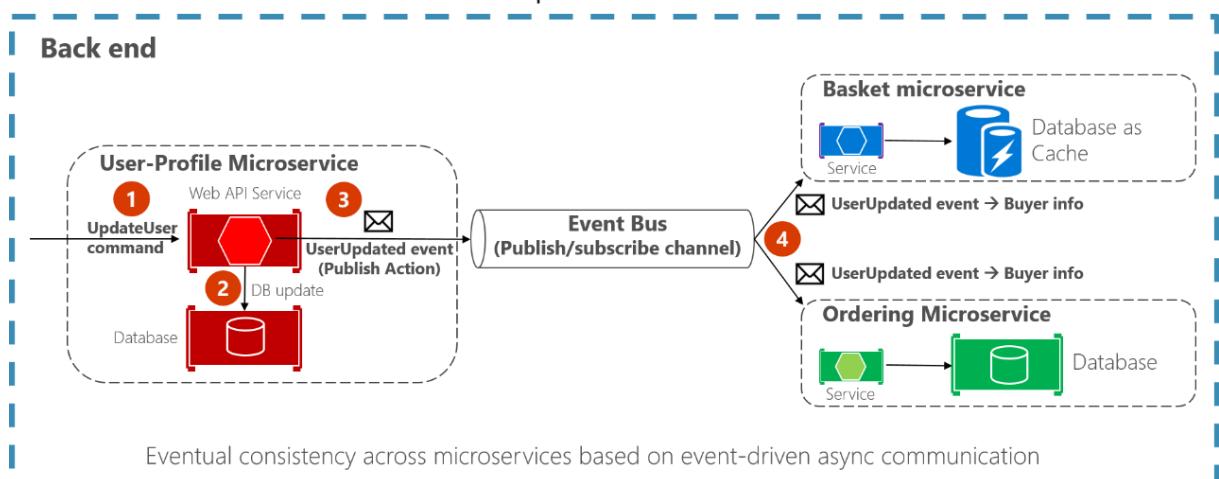 Back end
User-Profile Microservice
Web API Service
1
3
UpdateUser
command
UserUpdated event
(Publish Action)
2
DB update
Database
Event Bus
(Publish/subscribe channel)
4
Basket microservice
Service
Database as
Cache
UserUpdated event → Buyer info
UserUpdated event → Buyer info
Ordering Microservice
Service
Database
Eventual consistency across microservices based on event-driven async communication